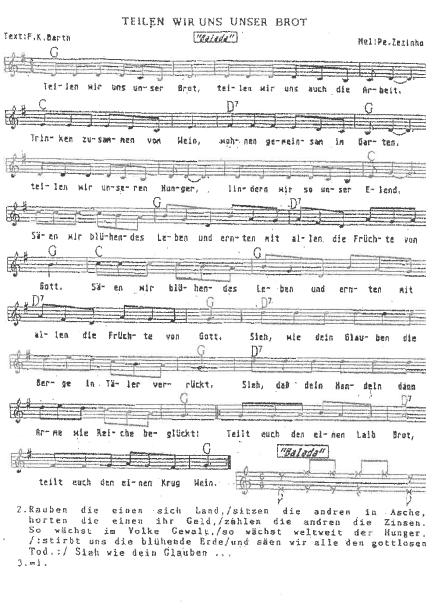 TEILEN WIR UNS UNSER BROT
Text:F.K.Barth "Balada" Mel:Pe.Zezinho
G
Tei-len wir uns un-ser Brot, tei-len wir uns auch die Ar-beit.
C D7 G
Trin-ken zu-sam-men vom Wein, woh-nen ge-mein-sam im Gar-ten,
C
tei-len wir un-se-ren Hun-ger, lin-dern wir so un-ser E-lend.
G D7
Sä-en wir blü-hen-des Le-ben und ern-ten mit al-len die Früch-te von
G C G
Gott. Sä-en wir blü-hen-des Le-ben und ern-ten mit
D7 G
al-len die Früch-te von Gott. Sieh, wie dein Glau-ben die
G D7
Ber-ge in Tä-ler ver-rückt, Sieh, daß dein Han-deln dann
G
Ar-me wie Rei-che be-glückt! Teilt euch den ei-nen Laib Brot,
G "Balada"
teilt euch den ei-nen Krug Wein.
2.Rauben die einen sich Land,/sitzen die andren in Asche,
horten die einen ihr Geld,/zählen die andren die Zinsen.
So wächst im Volke Gewalt,/so wächst weltweit der Hunger,
/:stirbt uns die blühende Erde/und säen wir alle den gottlosen
Tod.:/ Sieh wie dein Glauben ...
3.=1.